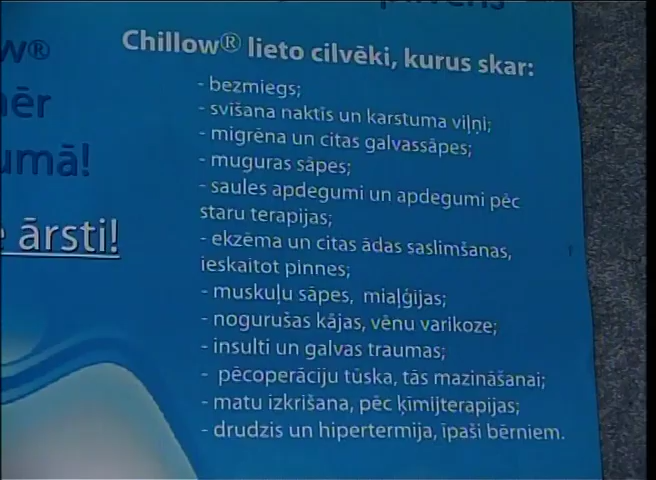 Chillow® lieto cilvēki, kurus skar:
- bezmiegs;
- svīšana naktīs un karstuma viļņi;
- migrēna un citas galvassāpes;
- muguras sāpes;
- saules apdegumi un apdegumi pēc
staru terapijas;
- ekzēma un citas ādas saslimšanas,
ieskaitot pinnes;
- muskuļu sāpes, mialģijas;
- nogurušas kājas, vēnu varikoze;
- insulti un galvas traumas;
- pēcoperāciju tūska, tās mazināšanai;
- matu izkrišana, pēc ķīmijterapijas;
- drudzis un hipertermija, īpaši bērniem.
ārsti!